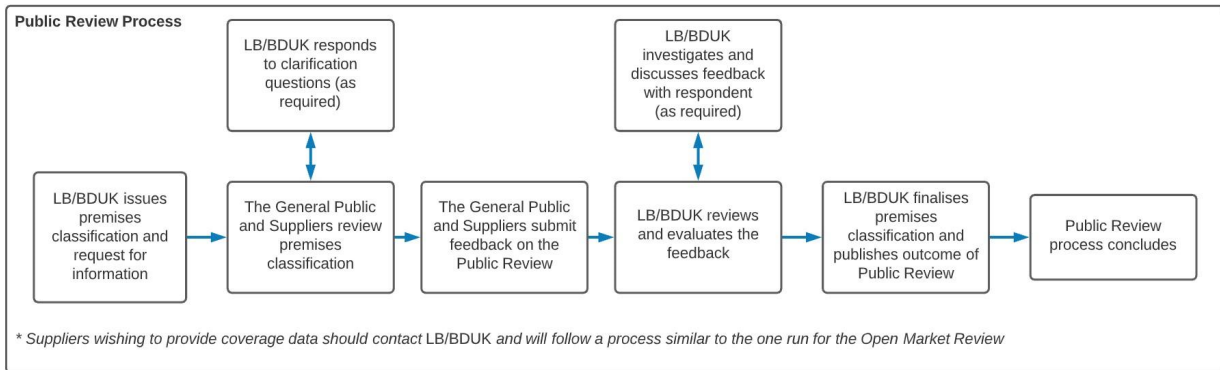 Public Review Process
LB/BDUK responds
to clarification
questions (as
required)
LB/BDUK
investigates and
discusses feedback
with respondent
(as required)
LB/BDUK issues
premises
classification and
request for
information
The General Public
and Suppliers review
premises
classification
The General Public
and Suppliers submit
feedback on the
Public Review
LB/BDUK reviews
and evaluates the
feedback
LB/BDUK finalises
premises
classification and
publishes outcome of
Public Review
Public Review
process concludes
* Suppliers wishing to provide coverage data should contact LB/BDUK and will follow a process similar to the one run for the Open Market Review